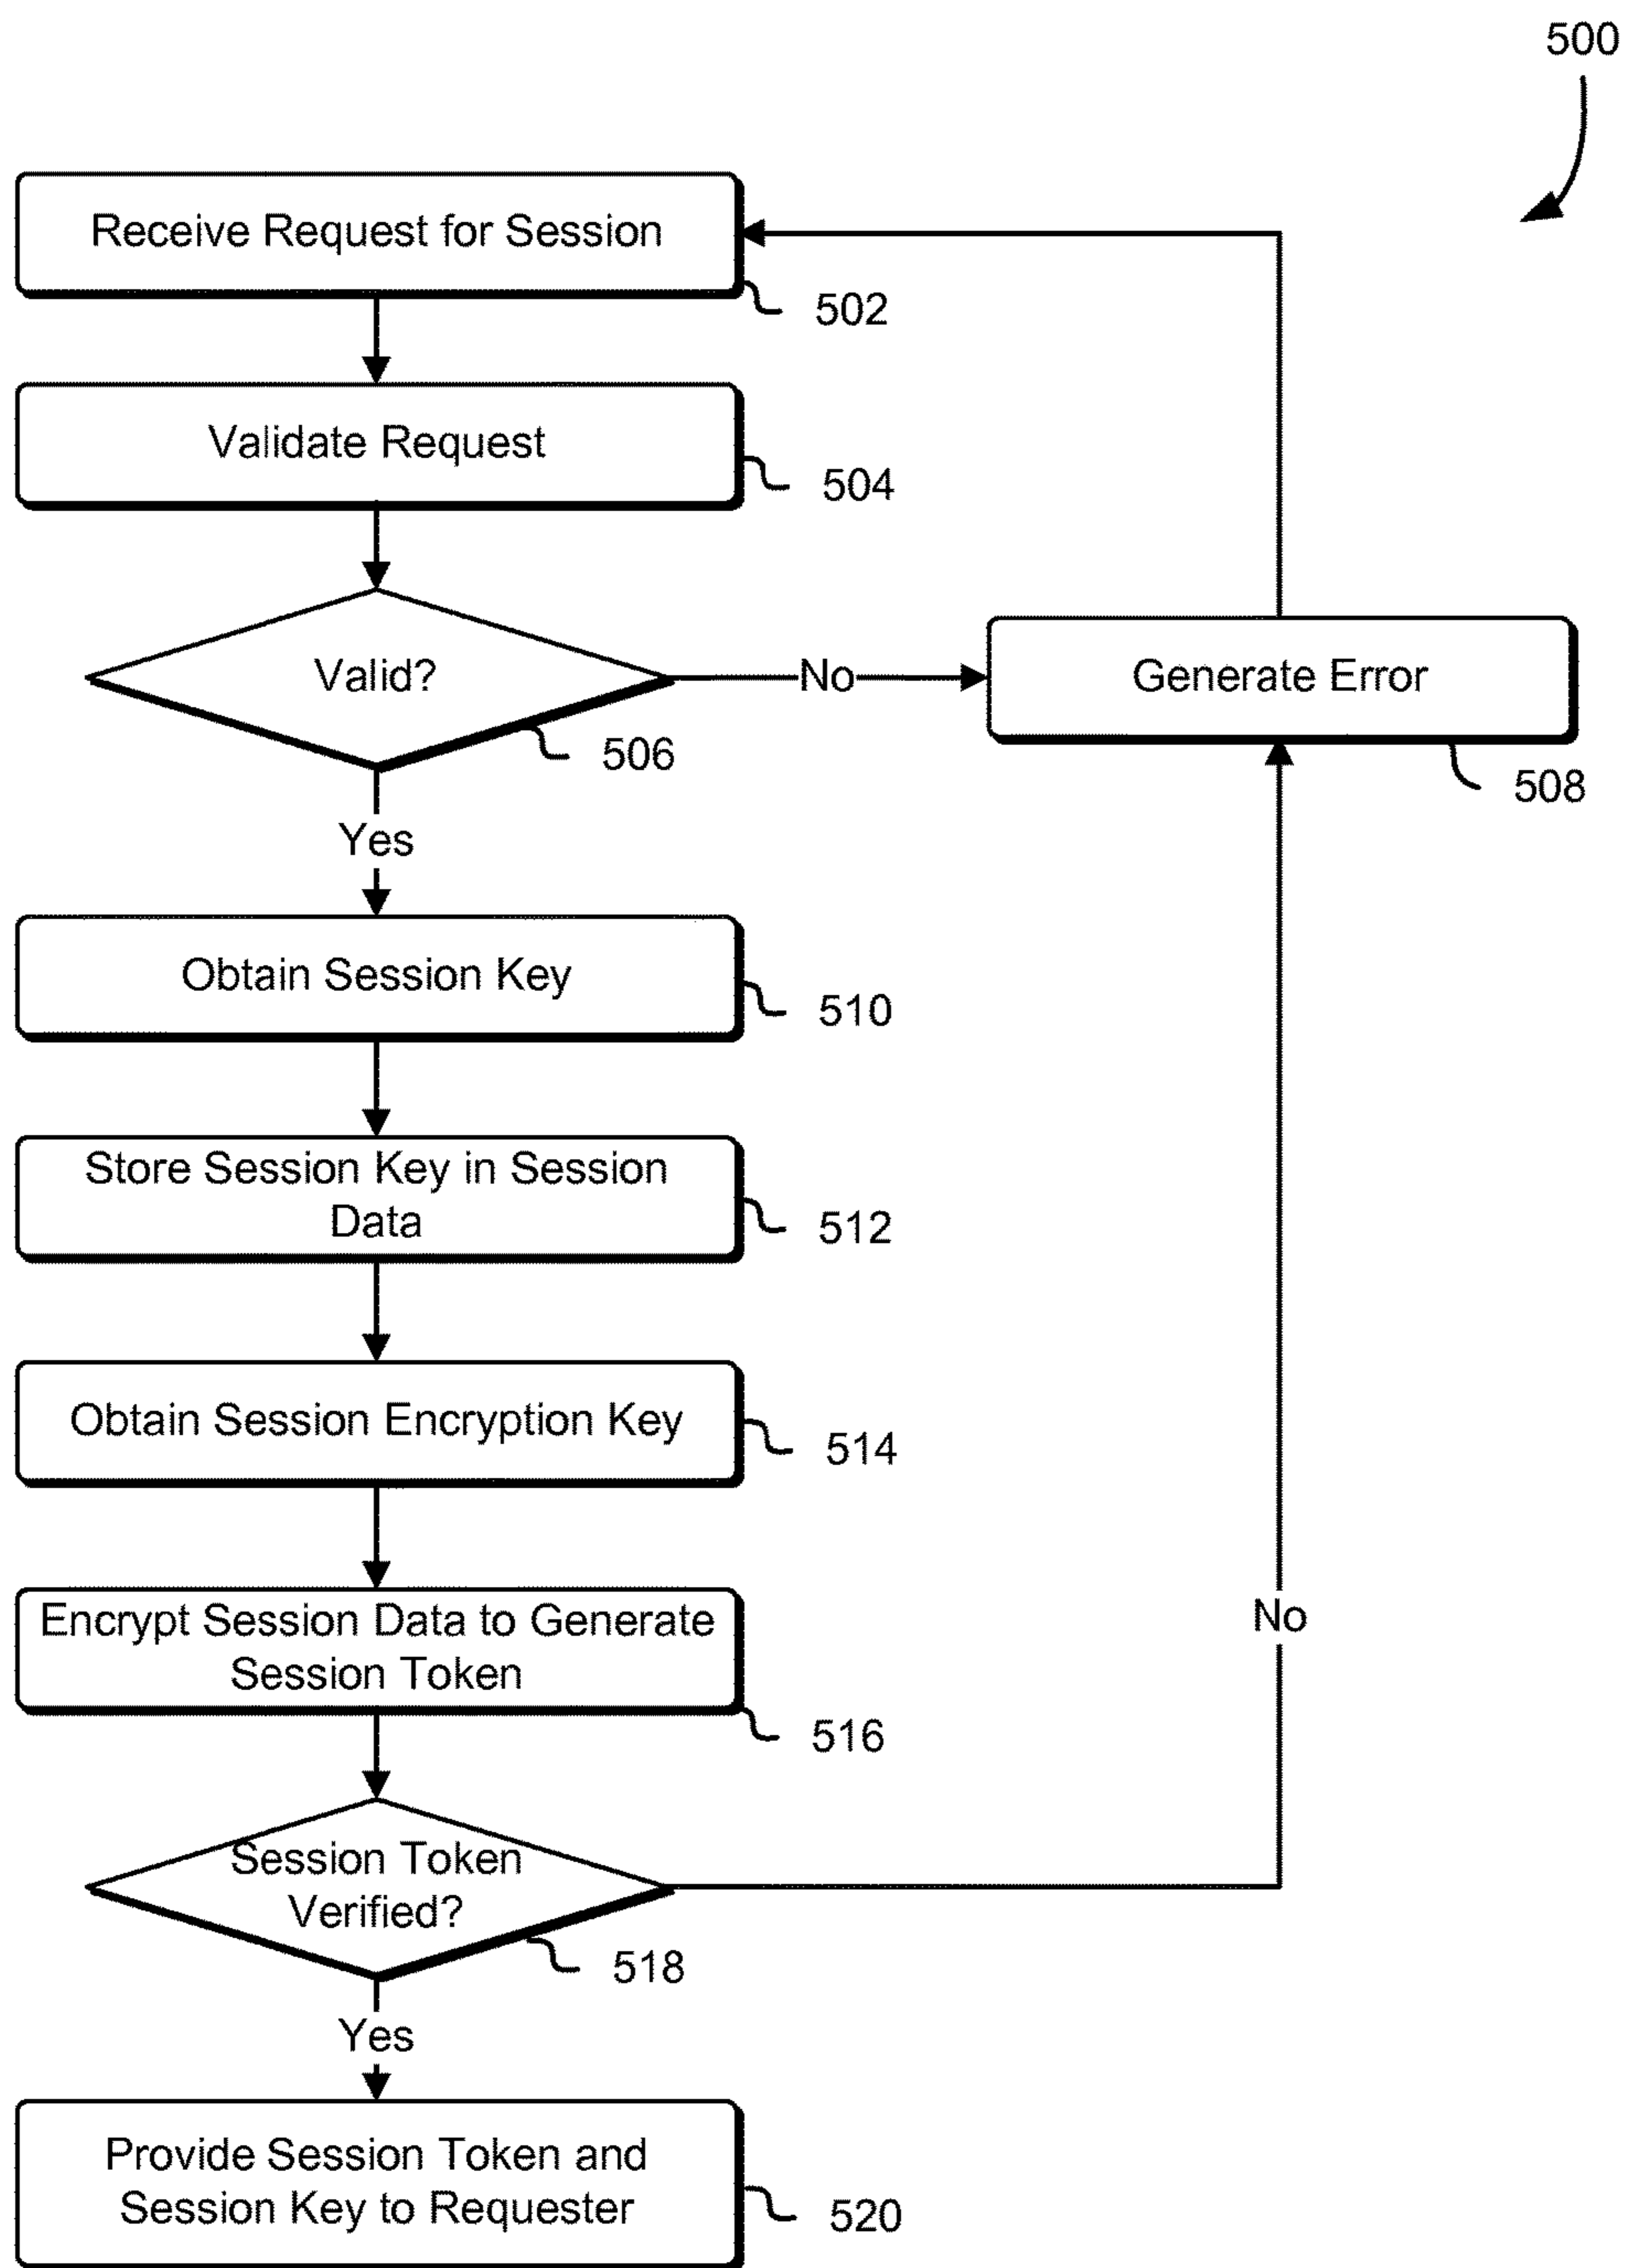 500
Receive Request for Session
502
Validate Request
504
Valid?
No
Generate Error
506
508
Yes
Obtain Session Key
510
Store Session Key in Session
Data
512
Obtain Session Encryption Key
514
Encrypt Session Data to Generate
Session Token
No
516
Session Token
Verified?
518
Yes
Provide Session Token and
Session Key to Requester
520